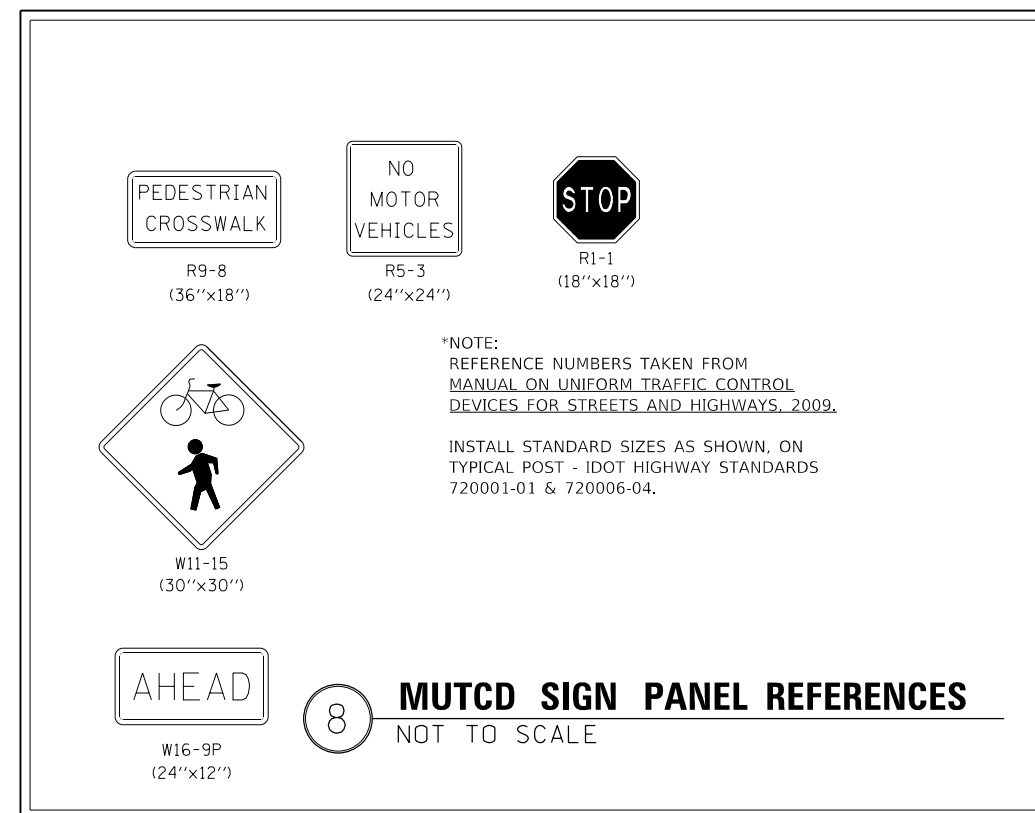 PEDESTRIAN
CROSSWALK
R9-8
(36''x18'')
NO
MOTOR
VEHICLES
R5-3
(24''x24'')
STOP
R1-1
(18''x18'')
*NOTE:
REFERENCE NUMBERS TAKEN FROM
MANUAL ON UNIFORM TRAFFIC CONTROL
DEVICES FOR STREETS AND HIGHWAYS, 2009.
INSTALL STANDARD SIZES AS SHOWN, ON
TYPICAL POST - IDOT HIGHWAY STANDARDS
720001-01 & 720006-04.
W11-15
(30''x30'')
AHEAD
W16-9P
(24''x12'')
8
MUTCD SIGN PANEL REFERENCES
NOT TO SCALE